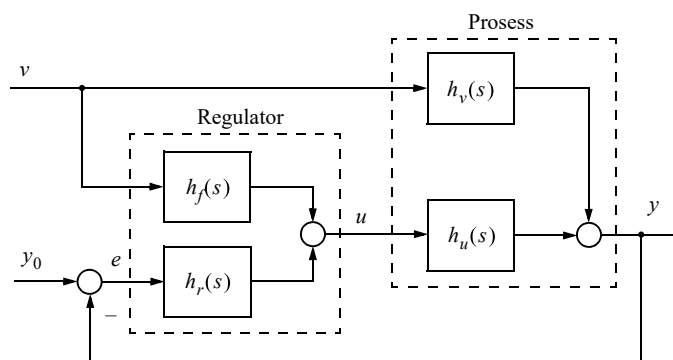 Prosess
v
h_v(s)
Regulator
h_f(s)
u
h_u(s)
y
y_0
e
h_r(s)
−